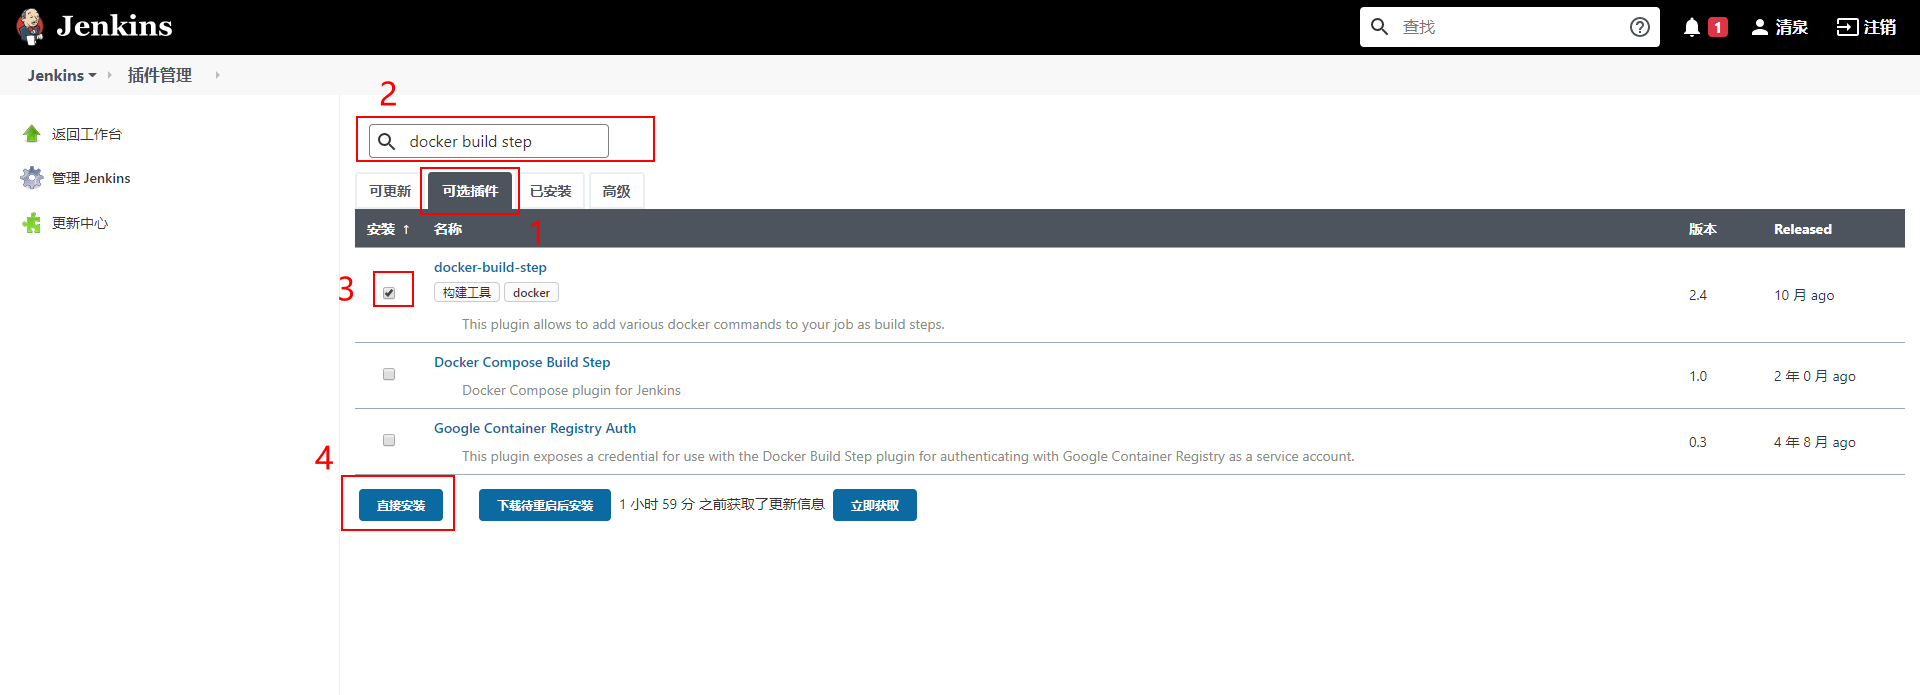 Jenkins
查找
1
清泉
注销
Jenkins
插件管理
返回工作台
管理 Jenkins
更新中心
2
docker build step
可更新
可选插件
已安装
高级
1
安装 ↑ 名称 版本 Released
3
docker-build-step
构建工具 docker
2.4 10 月 ago
This plugin allows to add various docker commands to your job as build steps.
Docker Compose Build Step
1.0 2 年 0 月 ago
Docker Compose plugin for Jenkins
Google Container Registry Auth
0.3 4 年 8 月 ago
This plugin exposes a credential for use with the Docker Build Step plugin for authenticating with Google Container Registry as a service account.
4
直接安装 下载待重启后安装 1 小时 59 分 之前获取了更新信息 立即获取